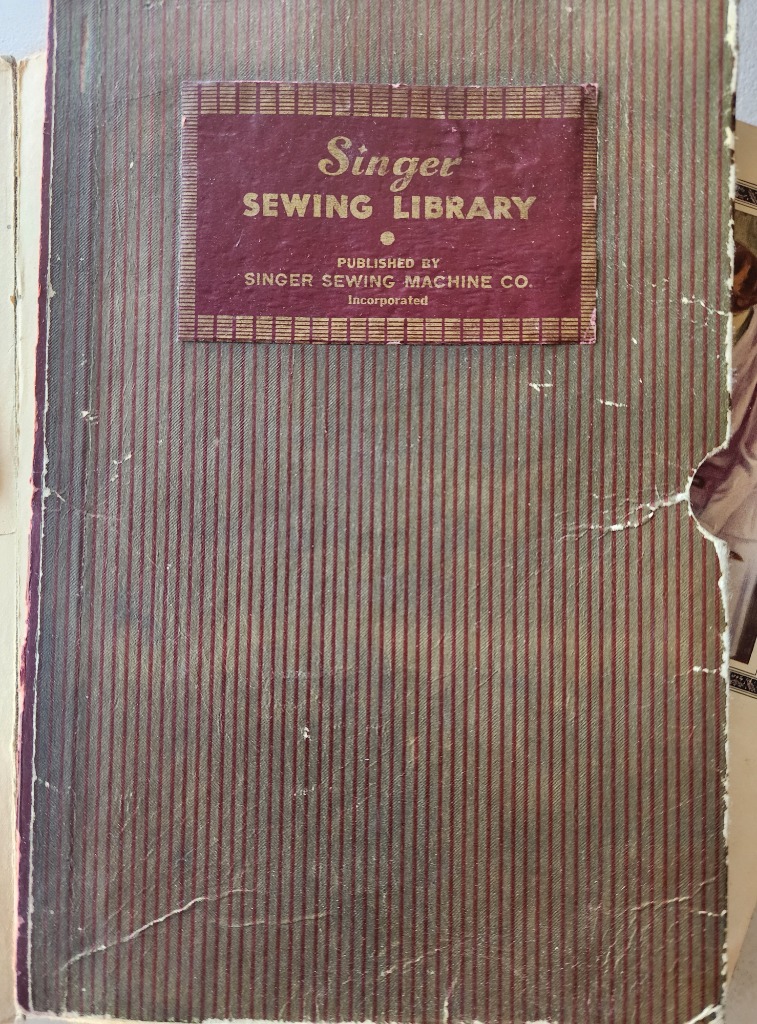 Singer
SEWING LIBRARY
PUBLISHED BY
SINGER SEWING MACHINE CO.
Incorporated